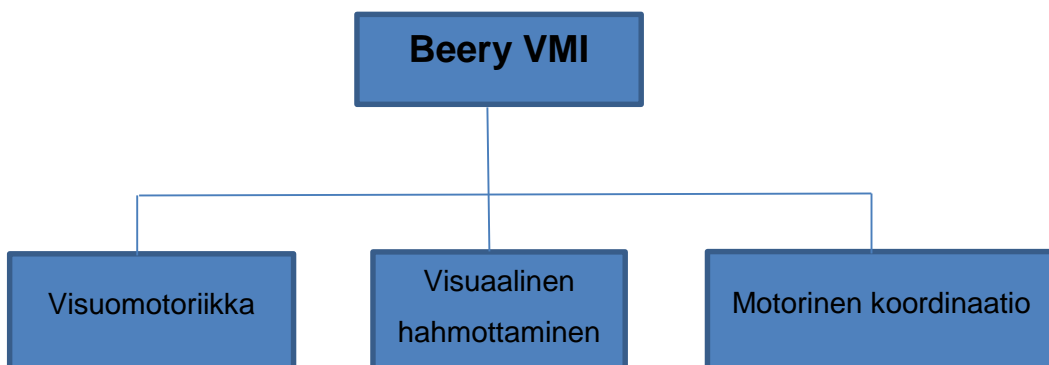 Beery VMI
Visuomotoriikka
Visuaalinen
hahmottaminen
Motorinen koordinaatio